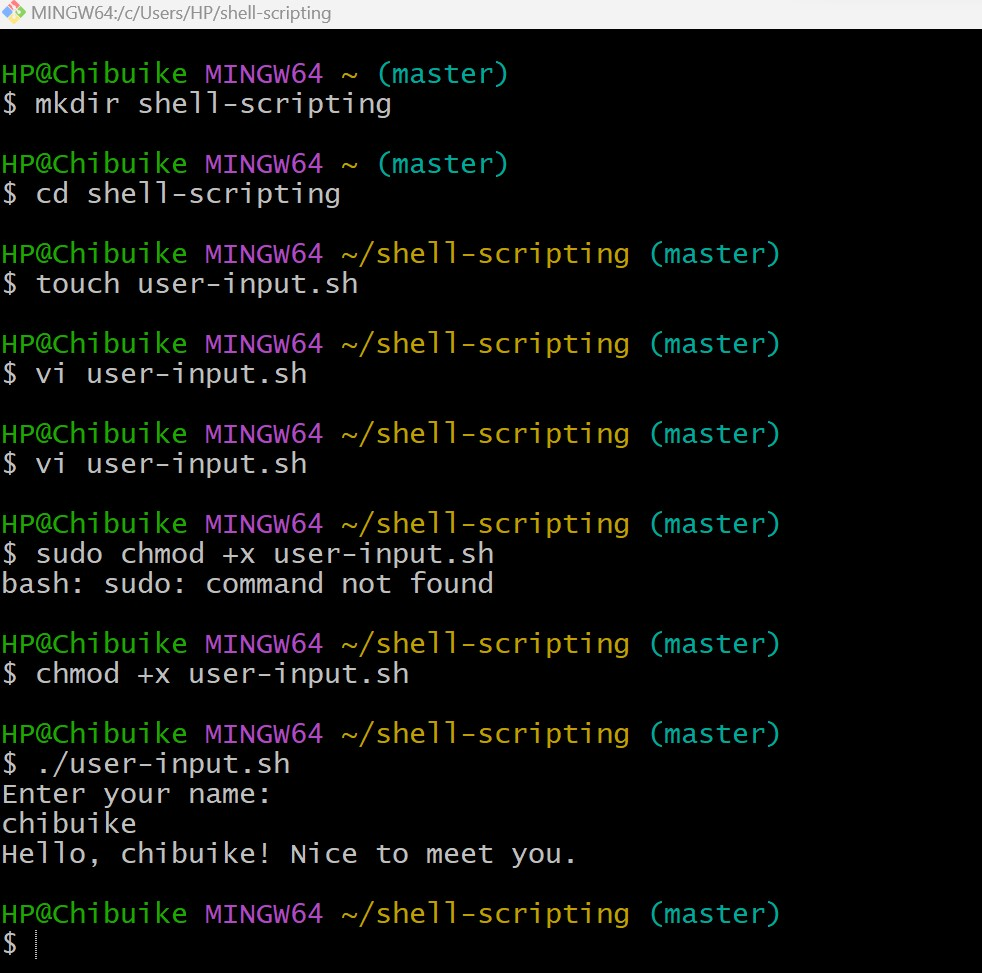 MINGW64:/c/Users/HP/shell-scripting
HP@Chibuike MINGW64 ~ (master)
$ mkdir shell-scripting
HP@Chibuike MINGW64 ~ (master)
$ cd shell-scripting
HP@Chibuike MINGW64 ~/shell-scripting (master)
$ touch user-input.sh
HP@Chibuike MINGW64 ~/shell-scripting (master)
$ vi user-input.sh
HP@Chibuike MINGW64 ~/shell-scripting (master)
$ vi user-input.sh
HP@Chibuike MINGW64 ~/shell-scripting (master)
$ sudo chmod +x user-input.sh
bash: sudo: command not found
HP@Chibuike MINGW64 ~/shell-scripting (master)
$ chmod +x user-input.sh
HP@Chibuike MINGW64 ~/shell-scripting (master)
$ ./user-input.sh
Enter your name:
chibuike
Hello, chibuike! Nice to meet you.
HP@Chibuike MINGW64 ~/shell-scripting (master)
$